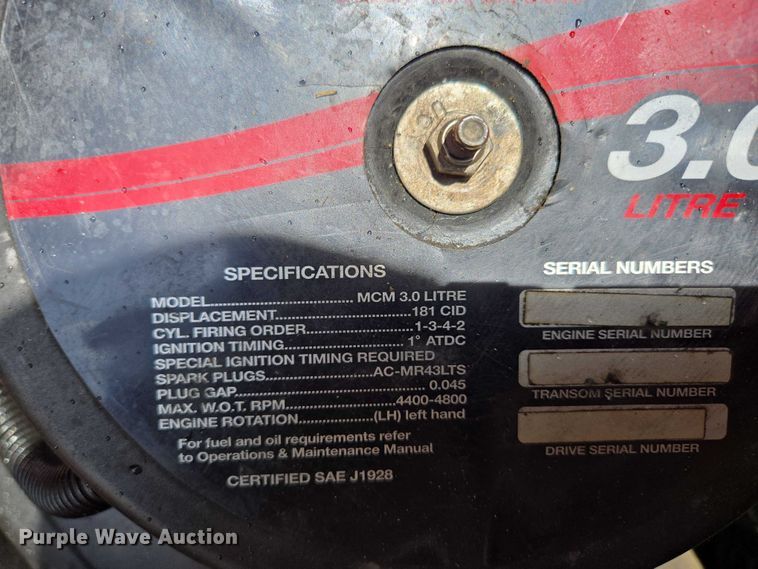 3.0
LITRE
SPECIFICATIONS
MODEL.......................... MCM 3.0 LITRE
DISPLACEMENT..............................181 CID
CYL. FIRING ORDER.......................1-3-4-2
IGNITION TIMING...........................1° ATDC
SPECIAL IGNITION TIMING REQUIRED
SPARK PLUGS....................AC-MR43LTS
PLUG GAP.....................................0.045
MAX. W.O.T. RPM....................4400-4800
ENGINE ROTATION...........(LH) left hand
For fuel and oil requirements refer
to Operations & Maintenance Manual
CERTIFIED SAE J1928
SERIAL NUMBERS
ENGINE SERIAL NUMBER
TRANSOM SERIAL NUMBER
DRIVE SERIAL NUMBER
Purple Wave Auction